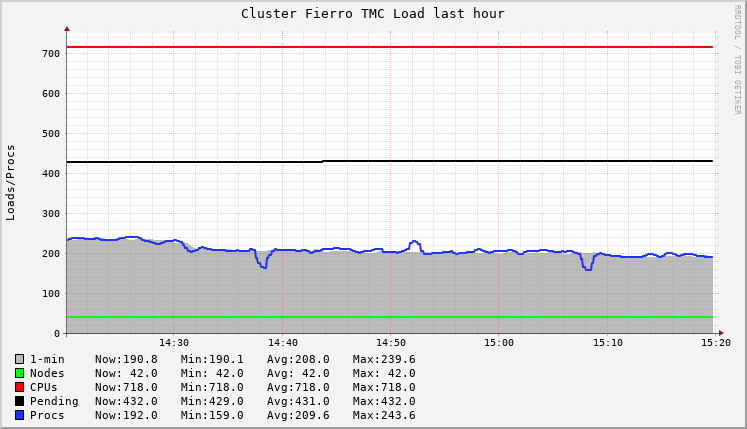 Cluster Fierro TMC Load last hour
RRDTOOL / TOBI OETIKER
Loads/Procs
700
600
500
400
300
200
100
0
14:30 14:40 14:50 15:00 15:10 15:20
1-min Now:190.8 Min:190.1 Avg:208.0 Max:239.6
Nodes Now: 42.0 Min: 42.0 Avg: 42.0 Max: 42.0
CPUs Now:718.0 Min:718.0 Avg:718.0 Max:718.0
Pending Now:432.0 Min:429.0 Avg:431.0 Max:432.0
Procs Now:192.0 Min:159.0 Avg:209.6 Max:243.6